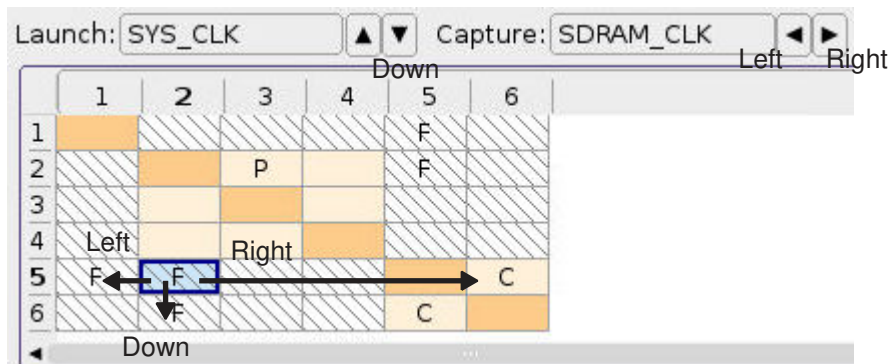 Launch: SYS_CLK ▲ ▼ Capture: SDRAM_CLK ◀ ▶
Down Left Right
1 2 3 4 5 6
1 F
2 P F
3
4 Left Right
5 F F C
6 F C
Down